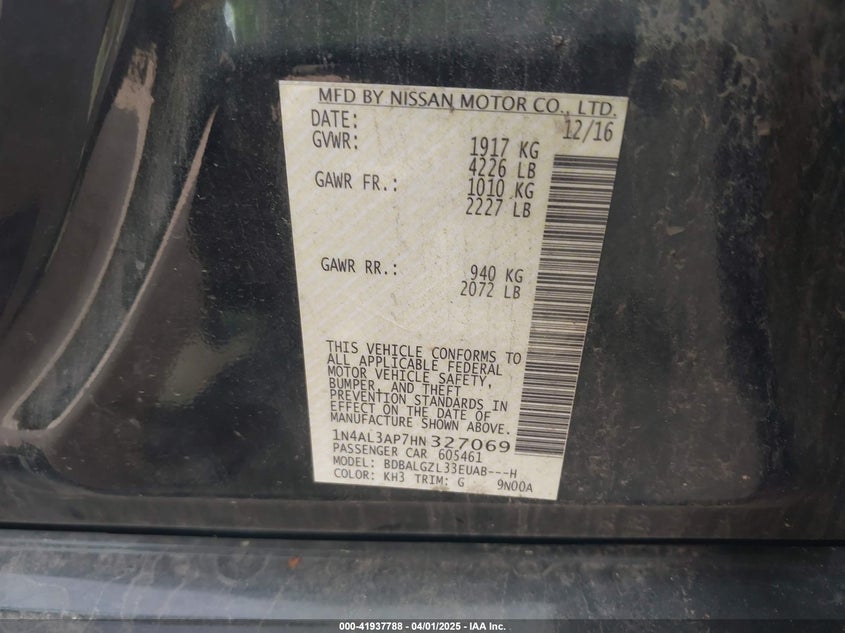 MFD BY NISSAN MOTOR CO., LTD.
DATE: 12/16
GVWR: 1917 KG
4226 LB
GAWR FR.: 1010 KG
2227 LB
GAWR RR.: 940 KG
2072 LB
THIS VEHICLE CONFORMS TO
ALL APPLICABLE FEDERAL
MOTOR VEHICLE SAFETY,
BUMPER, AND THEFT
PREVENTION STANDARDS IN
EFFECT ON THE DATE OF
MANUFACTURE SHOWN ABOVE.
1N4AL3AP7HN327069
PASSENGER CAR 605461
MODEL: BDBALGZL33EUAB---H
COLOR: KH3 TRIM: G 9N00A
000-41937788 - 04/01/2025 - IAA Inc.